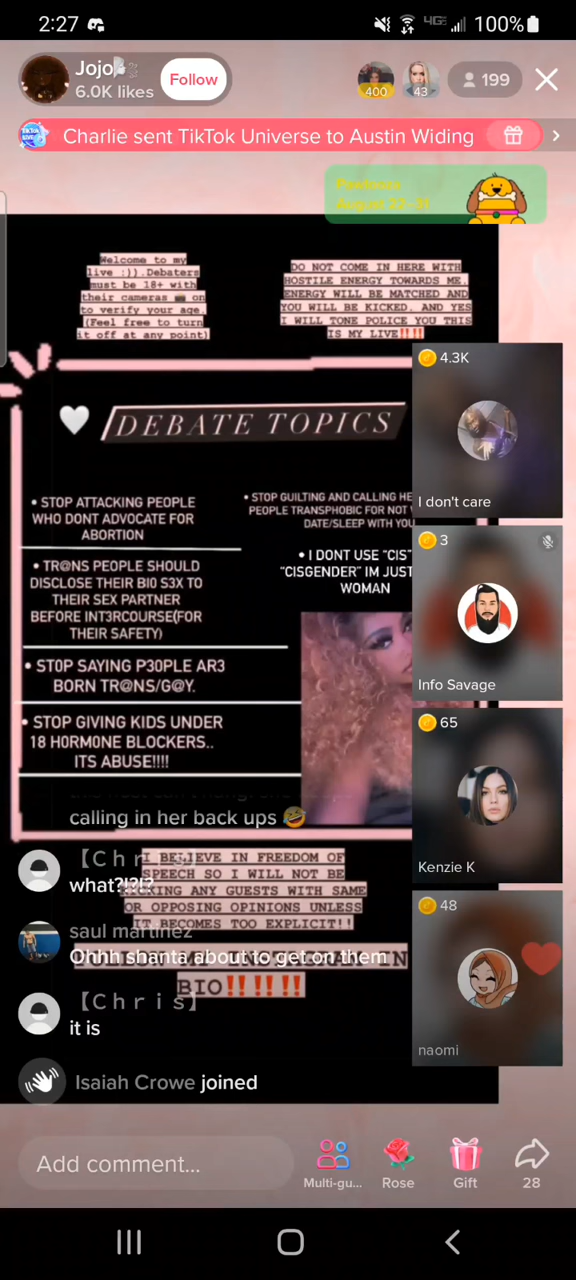 2:27
4G
100%
Jojo
6.0K likes
Follow
400
43
199
Charlie sent TikTok Universe to Austin Widing
August 22-31
Welcome to my
live :)).Debaters
must be 18+ with
their cameras 📷 on
to verify your age.
(Feel free to turn
it off at any point)
DO NOT COME IN HERE WITH
HOSTILE ENERGY TOWARDS ME.
ENERGY WILL BE MATCHED AND
YOU WILL BE KICKED. AND YES
I WILL TONE POLICE YOU THIS
IS MY LIVE‼️‼️
🤍 DEBATE TOPICS
• STOP ATTACKING PEOPLE
WHO DONT ADVOCATE FOR
ABORTION
• TR@NS PEOPLE SHOULD
DISCLOSE THEIR BI0 S3X TO
THEIR SEX PARTNER
BEFORE INT3RCOURSE(FOR
THEIR SAFETY)
• STOP SAYING P30PLE AR3
BORN TR@NS/G@Y.
• STOP GIVING KIDS UNDER
18 H0RM0NE BLOCKERS..
ITS ABUSE!!!!
• STOP GUILTING AND CALLING HE
PEOPLE TRANSPHOBIC FOR NOT
DATE/SLEEP WITH YOU
• I DONT USE "CIS"
"CISGENDER" IM JUST
WOMAN
4.3K
I don't care
3
Info Savage
65
Kenzie K
48
naomi
calling in her back ups 🤣
【Chris】
what?!?!?
I BELIEVE IN FREEDOM OF
SPEECH SO I WILL NOT BE
KICKING ANY GUESTS WITH SAME
OR OPPOSING OPINIONS UNLESS
IT BECOMES TOO EXPLICIT!!
saul martinez
Ohhh shanta about to get on them
IN
BIO‼️‼️‼️
【Chris】
it is
Isaiah Crowe joined
Add comment...
Multi-gu...
Rose
Gift
28